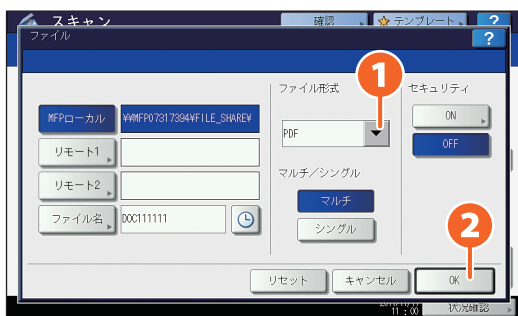 スキャン 確認 テンプレート ?
ファイル ?
ファイル形式 セキュリティ
1
MFPローカル ¥¥MFP07317394¥FILE_SHARE¥ PDF ON
OFF
リモート1
マルチ/シングル
リモート2
マルチ
ファイル名 DOC111111 シングル
2
リセット キャンセル OK
11:00 状況確認